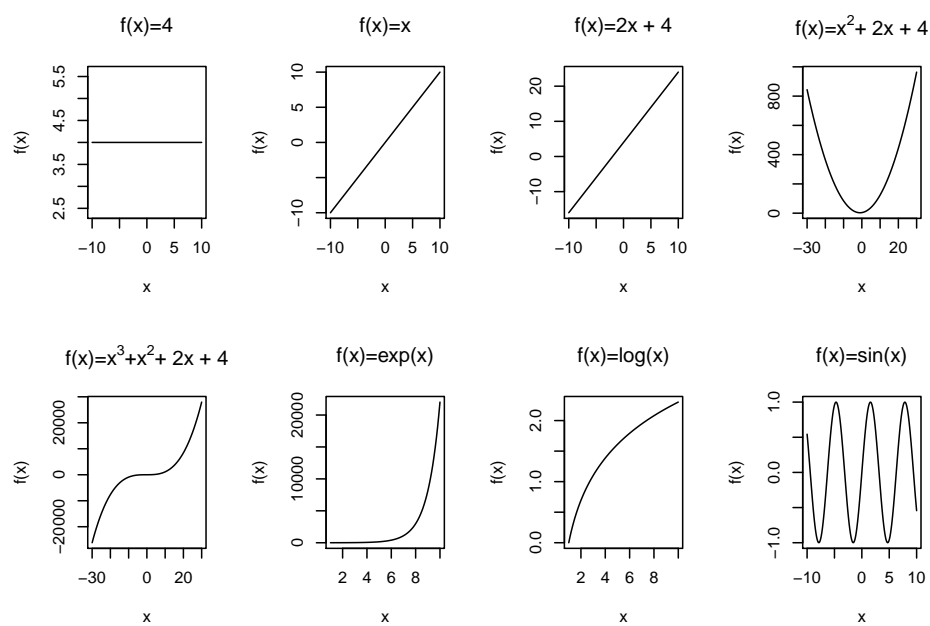 f(x)=4
f(x)
2.5 3.5 4.5 5.5
−10 0 5 10
x
f(x)=x
f(x)
−10 0 5 10
−10 0 5 10
x
f(x)=2x + 4
f(x)
−10 0 10 20
−10 0 5 10
x
f(x)=x²+ 2x + 4
f(x)
0 400 800
−30 0 20
x
f(x)=x³+x²+ 2x + 4
f(x)
−20000 0 20000
−30 0 20
x
f(x)=exp(x)
f(x)
0 10000 20000
2 4 6 8
x
f(x)=log(x)
f(x)
0.0 1.0 2.0
2 4 6 8
x
f(x)=sin(x)
f(x)
−1.0 0.0 1.0
−10 0 5 10
x